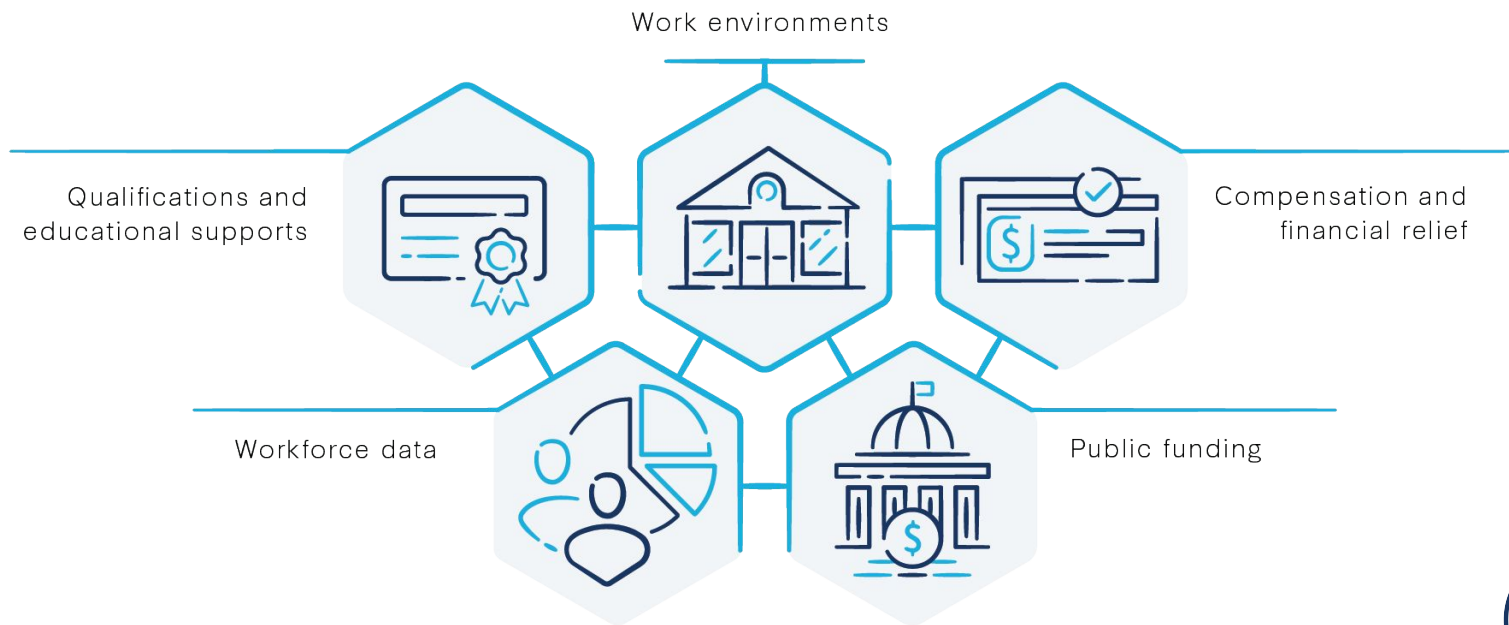 Work environments
Qualifications and
educational supports
Compensation and
financial relief
$
Workforce data
Public funding
$